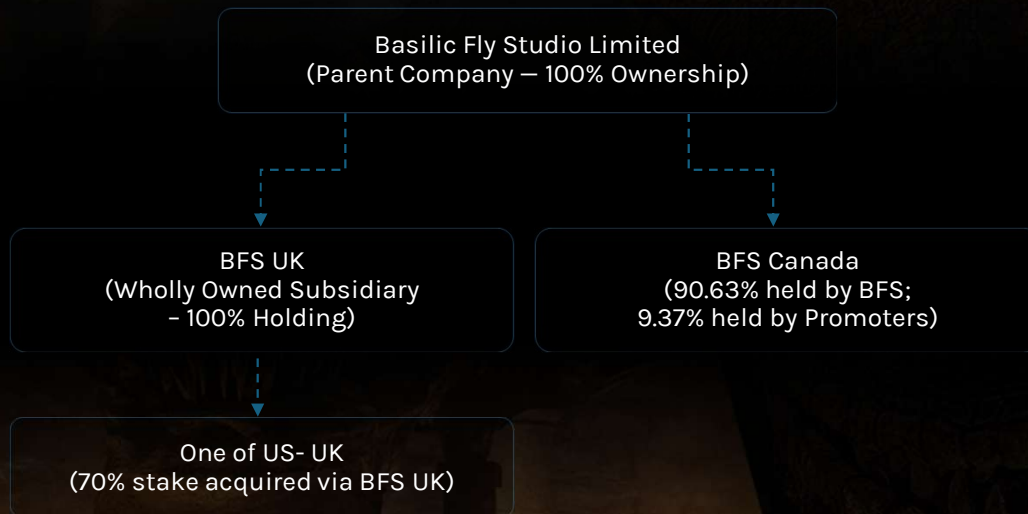 Basilic Fly Studio Limited
(Parent Company – 100% Ownership)
BFS UK
(Wholly Owned Subsidiary
– 100% Holding)
BFS Canada
(90.63% held by BFS;
9.37% held by Promoters)
One of US- UK
(70% stake acquired via BFS UK)